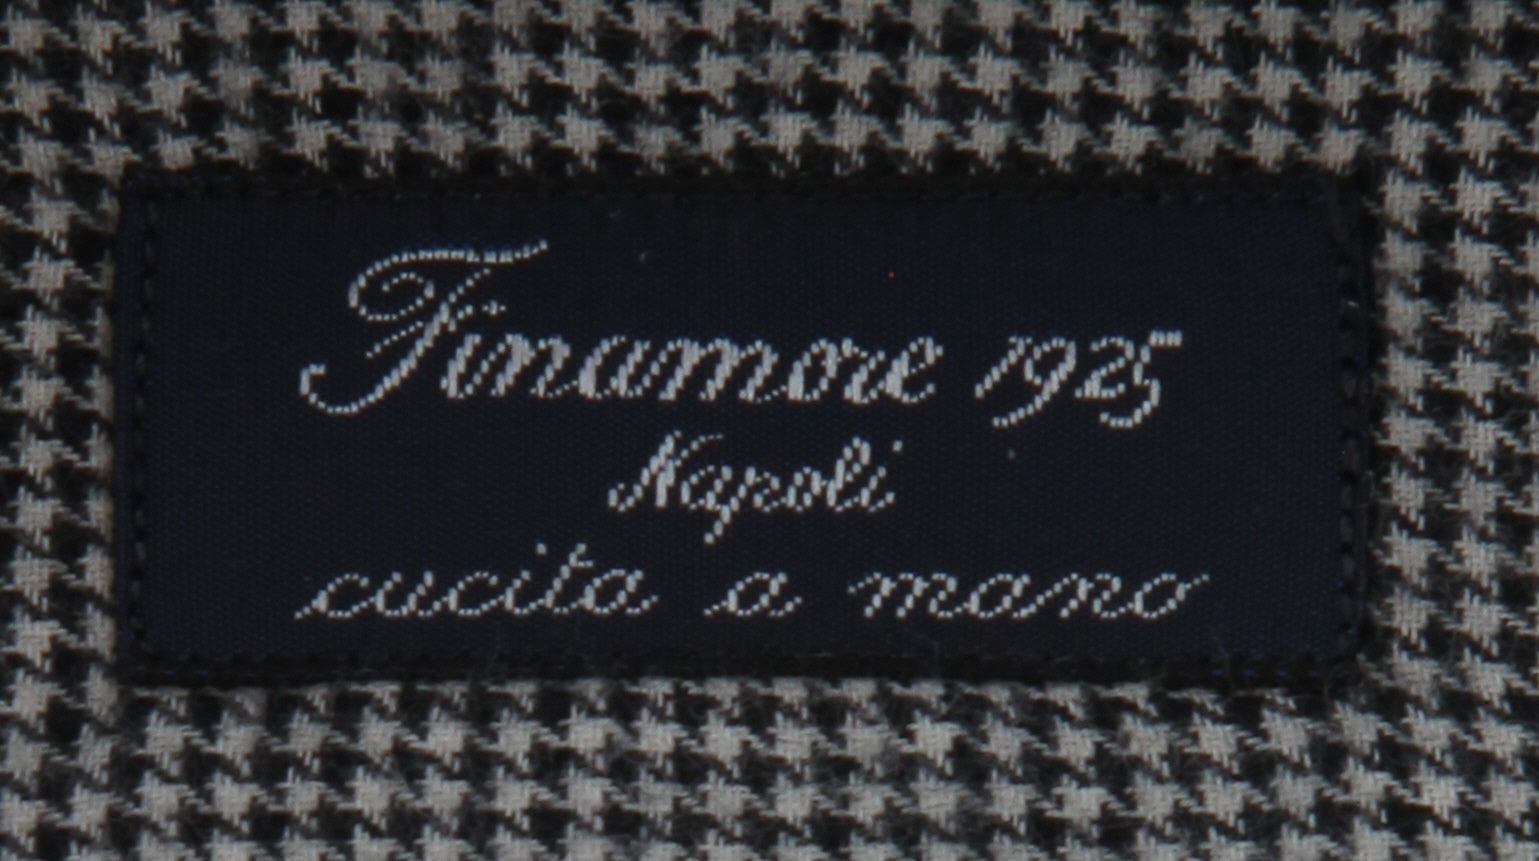 Finamore 1925
Napoli
cucita a mano